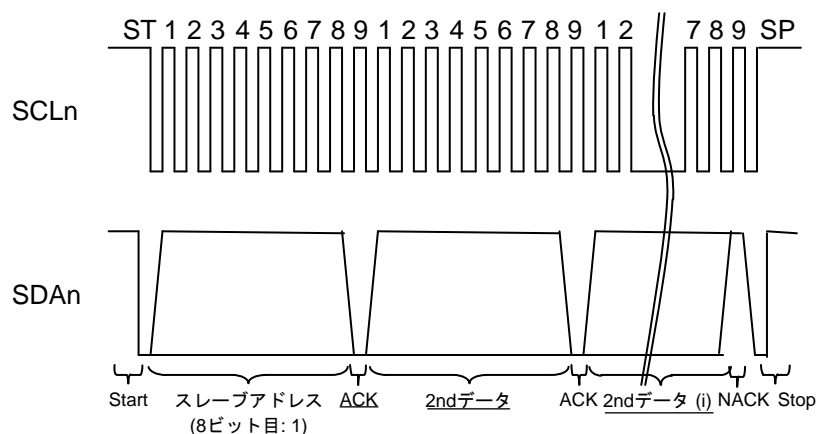 ST 1 2 3 4 5 6 7 8 9 1 2 3 4 5 6 7 8 9 1 2 7 8 9 SP
SCLn
SDAn
Start スレーブアドレス ACK 2ndデータ ACK 2ndデータ (i) NACK Stop
(8ビット目: 1)